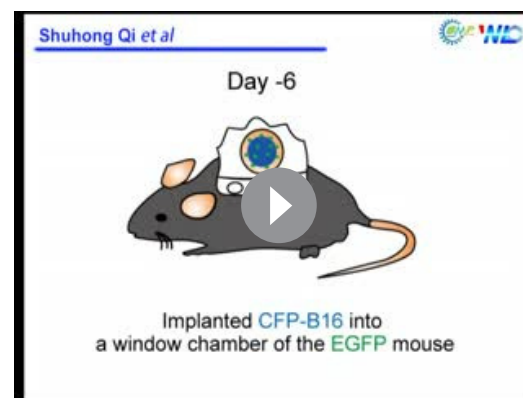 Shuhong Qi et al
Day -6
Implanted CFP-B16 into
a window chamber of the EGFP mouse